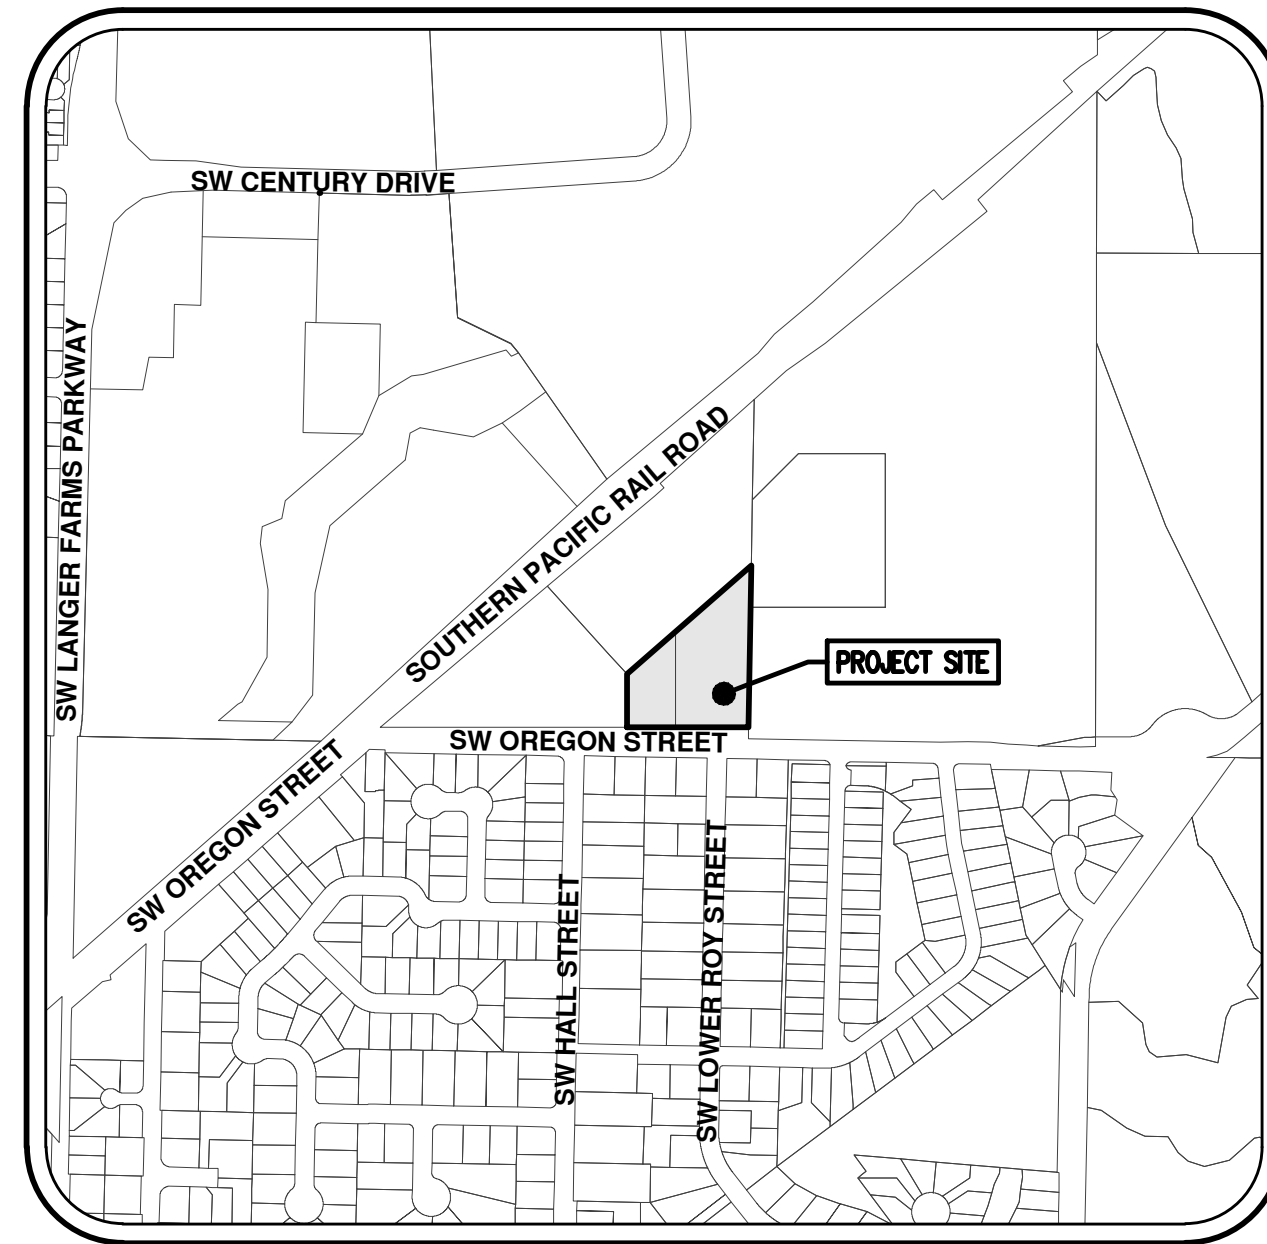 SW CENTURY DRIVE
SW LANGER FARMS PARKWAY
SOUTHERN PACIFIC RAIL ROAD
PROJECT SITE
SW OREGON STREET
SW OREGON STREET
SW HALL STREET
SW LOWER ROY STREET